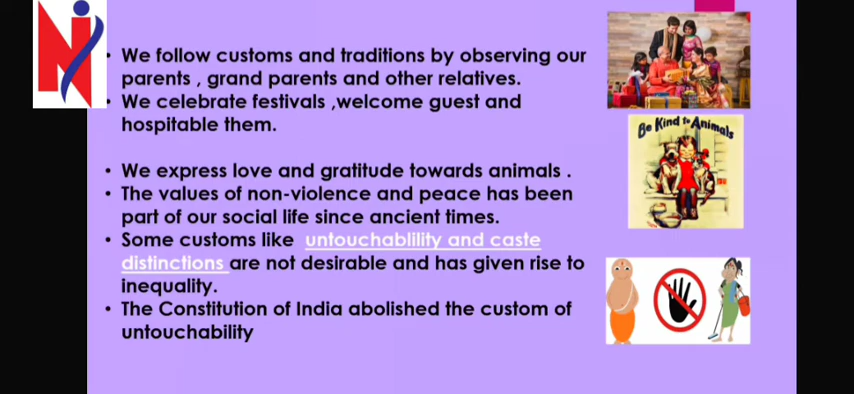 • We follow customs and traditions by observing our
parents , grand parents and other relatives.
• We celebrate festivals ,welcome guest and
hospitable them.
• We express love and gratitude towards animals .
• The values of non-violence and peace has been
part of our social life since ancient times.
• Some customs like untouchablility and caste
distinctions are not desirable and has given rise to
inequality.
• The Constitution of India abolished the custom of
untouchability
Be Kind to Animals